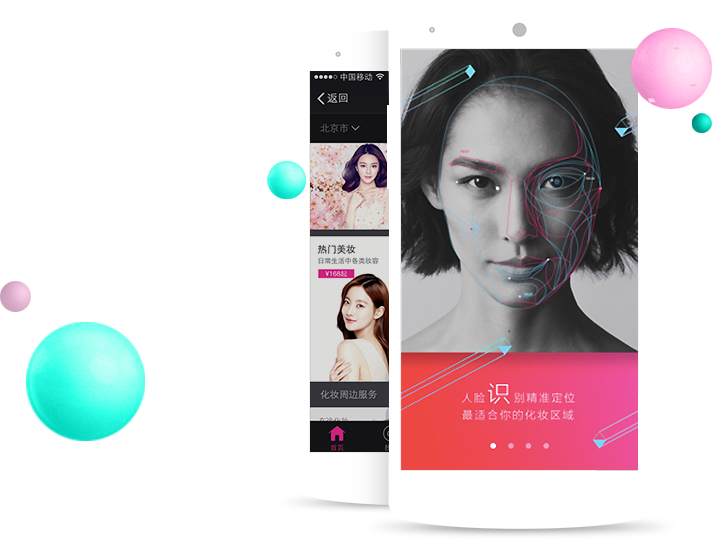 中国移动
返回
北京市
热门美妆
日常生活中各类妆容
¥168起
化妆周边服务
首页
人脸识别精准定位
最适合你的化妆区域